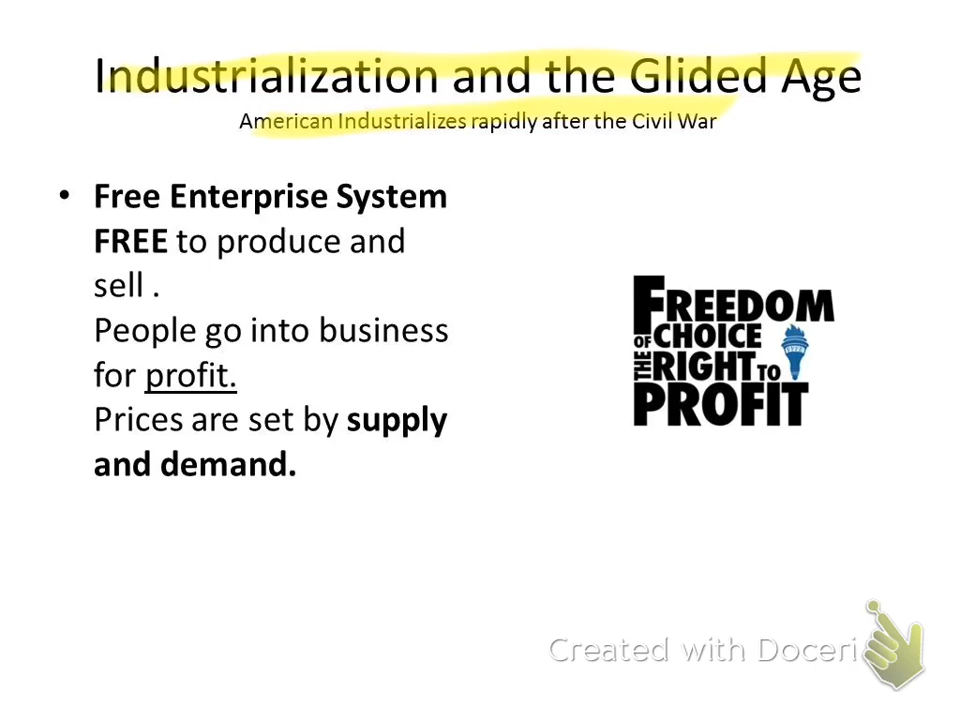 Industrialization and the Glided Age
American Industrializes rapidly after the Civil War
• Free Enterprise System
FREE to produce and
sell .
People go into business
for profit.
Prices are set by supply
and demand.
FREEDOM
OF CHOICE
THE RIGHT TO
PROFIT
Created with Doceri